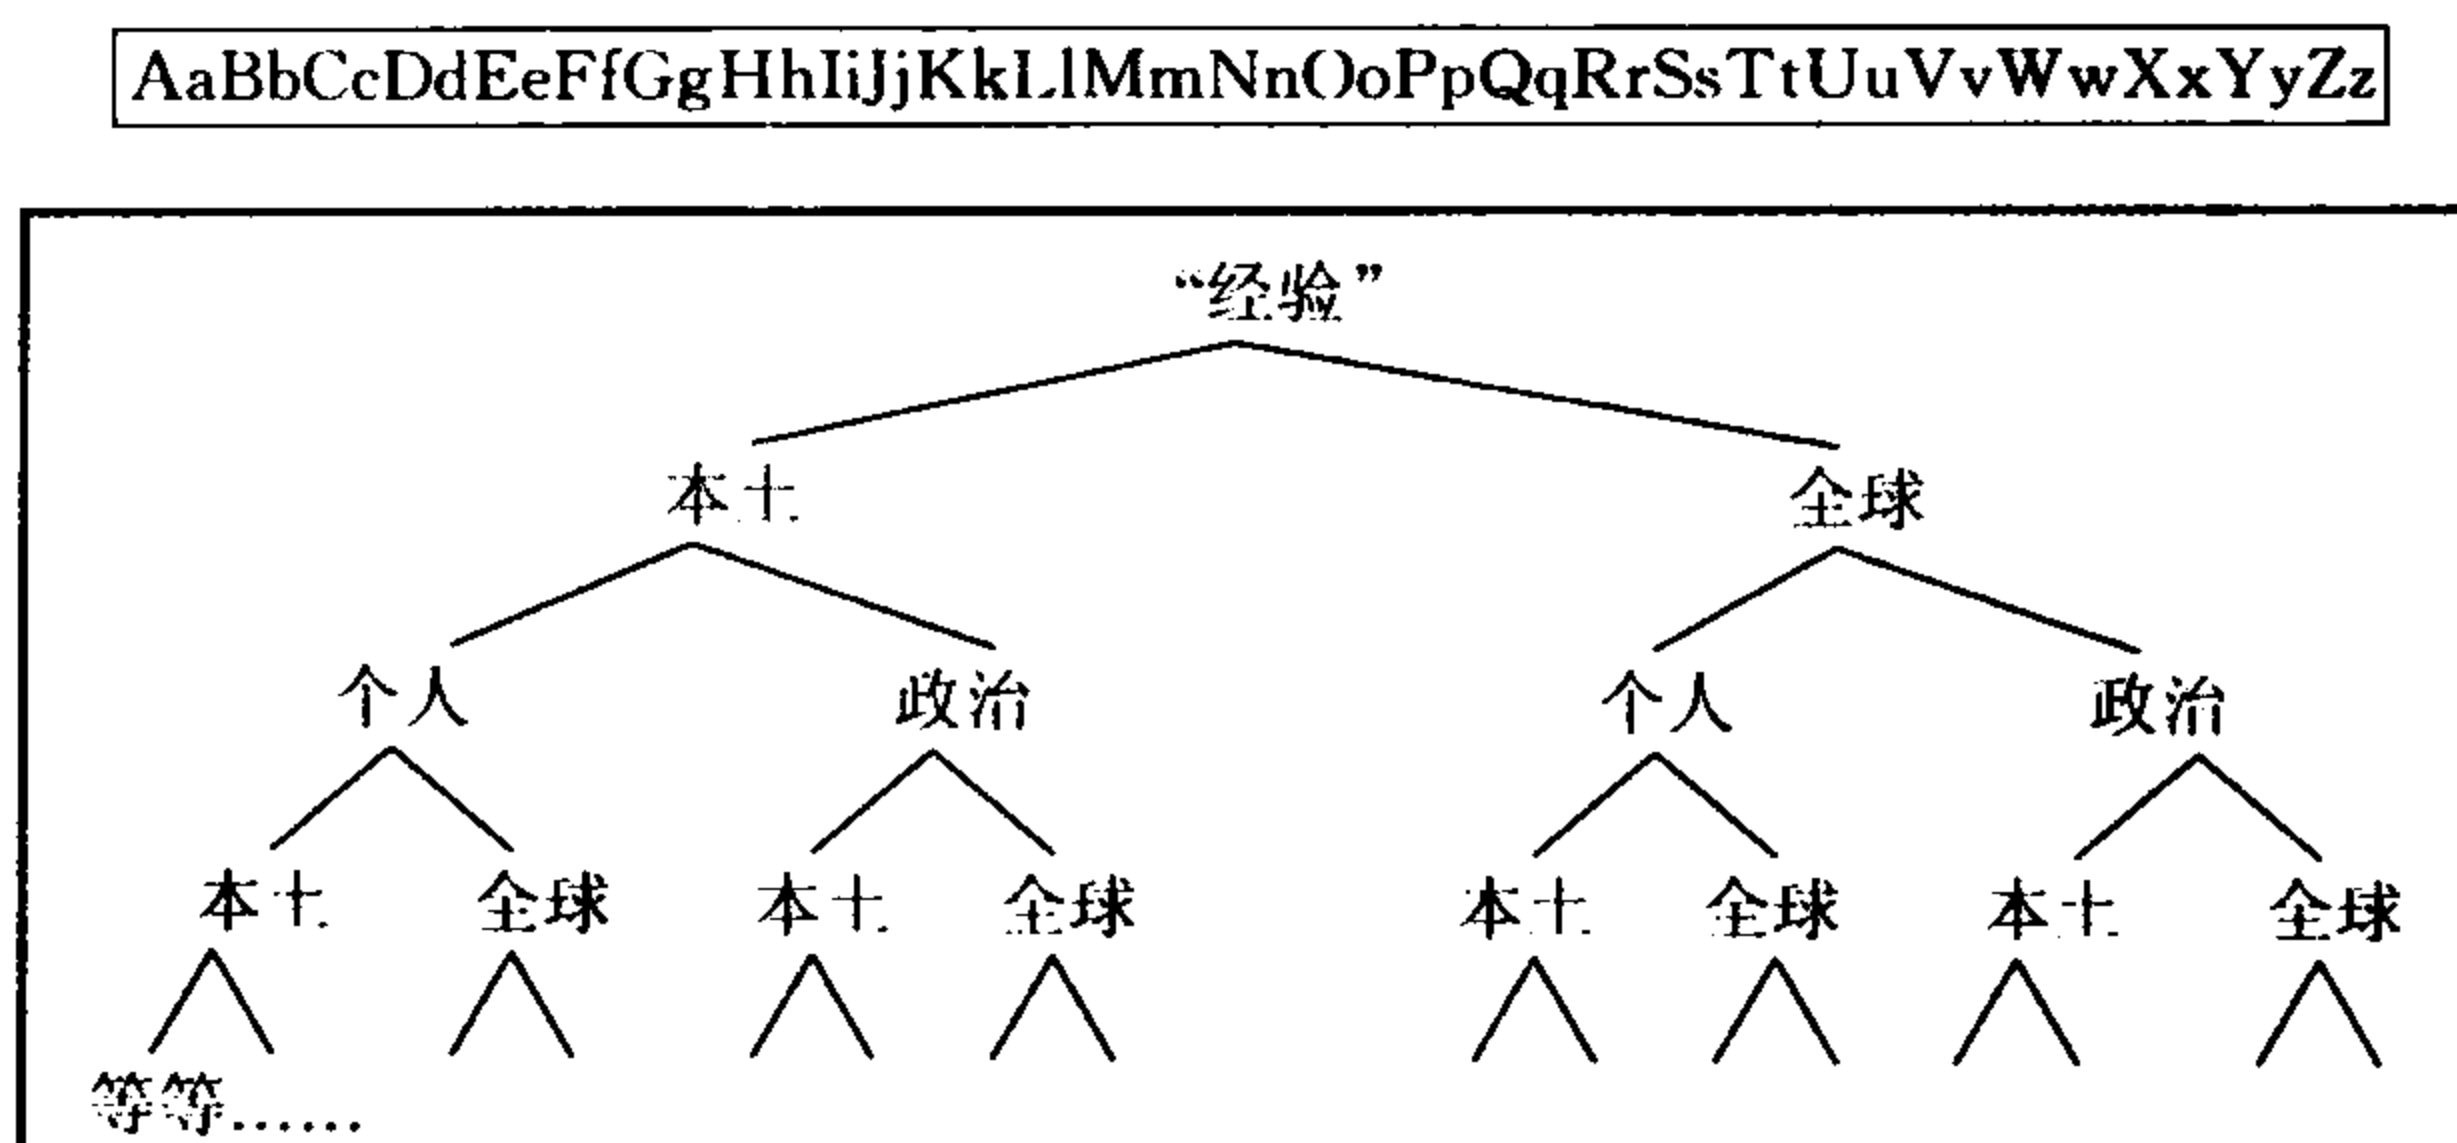 AaBbCcDdEeFfGgHhIiJjKkLlMmNnOoPpQqRrSsTtUuVvWwXxYyZz
“经验”
本土 全球
个人 政治 个人 政治
本土 全球 本土 全球 本土 全球 本土 全球
等等……